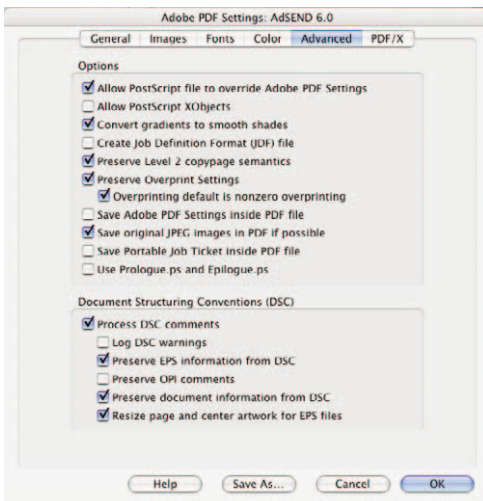 Adobe PDF Settings: AdSEND 6.0
General Images Fonts Color Advanced PDF/X
Options
Allow PostScript file to override Adobe PDF Settings
Allow PostScript XObjects
Convert gradients to smooth shades
Create Job Definition Format (JDF) file
Preserve Level 2 copypage semantics
Preserve Overprint Settings
Overprinting default is nonzero overprinting
Save Adobe PDF Settings inside PDF file
Save original JPEG images in PDF if possible
Save Portable Job Ticket inside PDF file
Use Prologue.ps and Epilogue.ps
Document Structuring Conventions (DSC)
Process DSC comments
Log DSC warnings
Preserve EPS information from DSC
Preserve OPI comments
Preserve document information from DSC
Resize page and center artwork for EPS files
Help Save As... Cancel OK